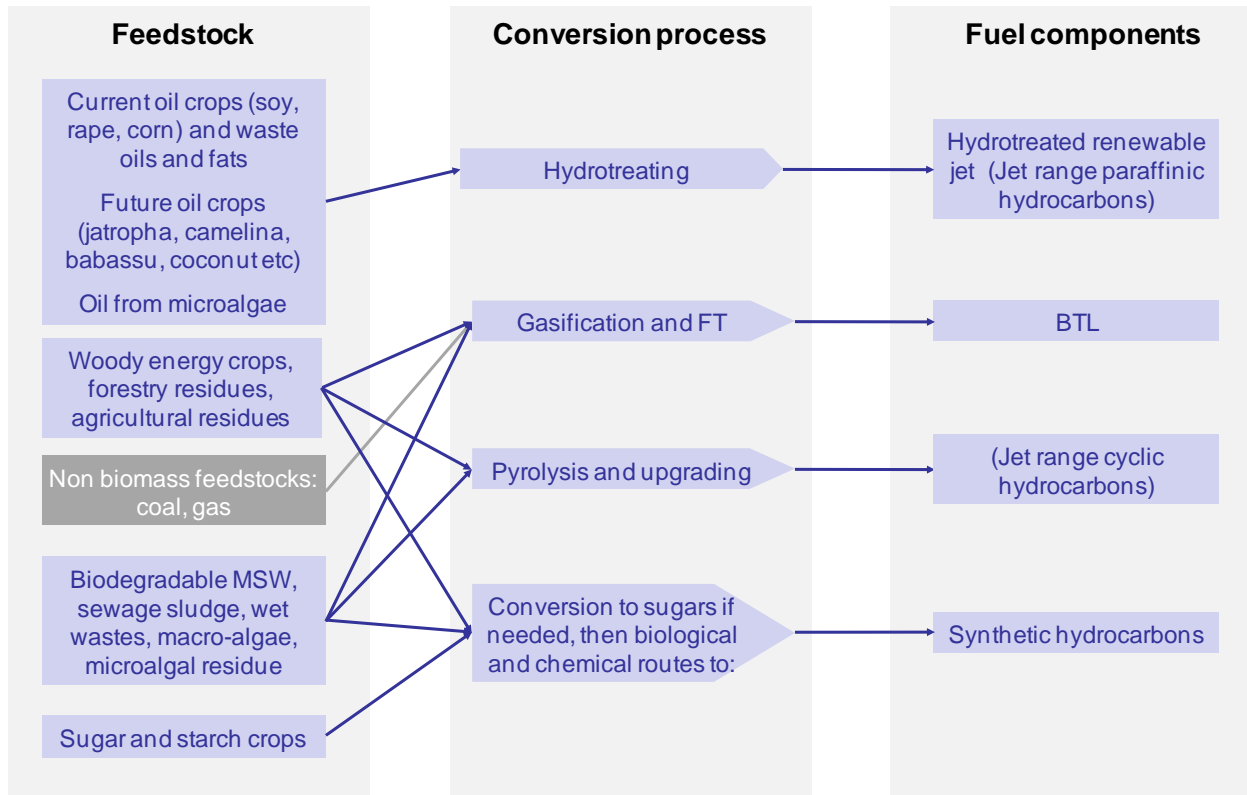 Feedstock
Current oil crops (soy,
rape, corn) and waste
oils and fats
Future oil crops
(jatropha, camelina,
babassu, coconut etc)
Oil from microalgae
Woody energy crops,
forestry residues,
agricultural residues
Non biomass feedstocks:
coal, gas
Biodegradable MSW,
sewage sludge, wet
wastes, macro-algae,
microalgal residue
Sugar and starch crops
Conversion process
Hydrotreating
Gasification and FT
Pyrolysis and upgrading
Conversion to sugars if
needed, then biological
and chemical routes to:
Fuel components
Hydrotreated renewable
jet (Jet range paraffinic
hydrocarbons)
BTL
(Jet range cyclic
hydrocarbons)
Synthetic hydrocarbons